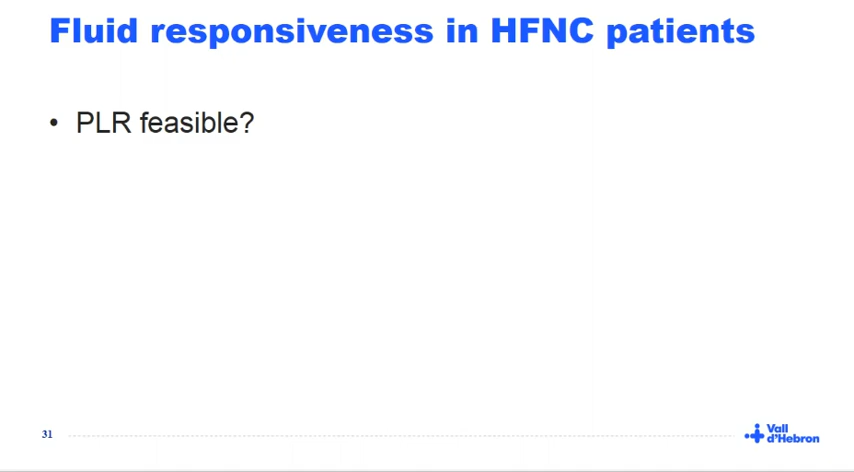 Fluid responsiveness in HFNC patients
• PLR feasible?
31
Vall
d'Hebron